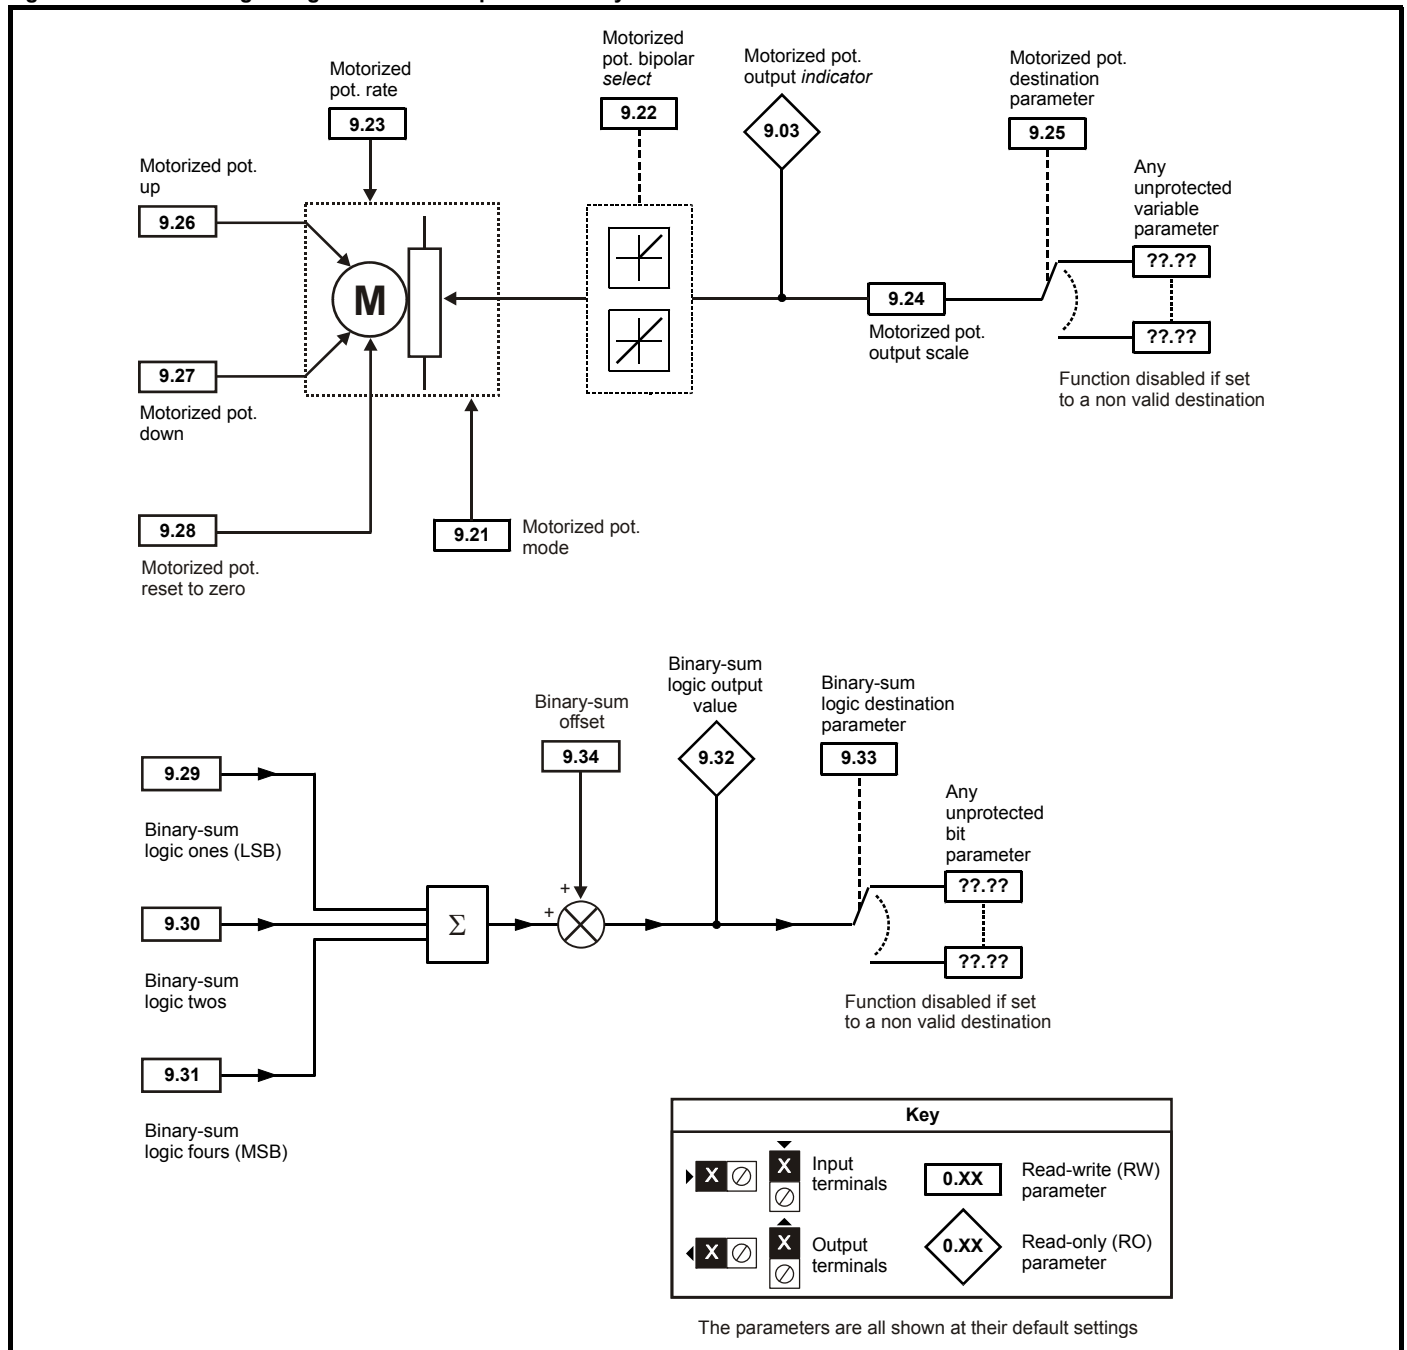 Motorized
pot. rate
9.23
Motorized
pot. bipolar
select
9.22
Motorized pot.
output indicator
9.03
Motorized pot.
destination
parameter
9.25
Motorized pot.
up
9.26
Any
unprotected
variable
parameter
??.??
M
9.24
Motorized pot.
output scale
??.??
Function disabled if set
to a non valid destination
9.27
Motorized pot.
down
9.28
Motorized pot.
reset to zero
9.21
Motorized pot.
mode
Binary-sum
offset
9.34
Binary-sum
logic output
value
9.32
Binary-sum
logic destination
parameter
9.33
9.29
Binary-sum
logic ones (LSB)
Any
unprotected
bit
parameter
??.??
9.30
Σ
+
+
??.??
Binary-sum
logic twos
Function disabled if set
to a non valid destination
9.31
Binary-sum
logic fours (MSB)
Key
X
X
Input
terminals
0.XX
Read-write (RW)
parameter
X
X
Output
terminals
0.XX
Read-only (RO)
parameter
The parameters are all shown at their default settings